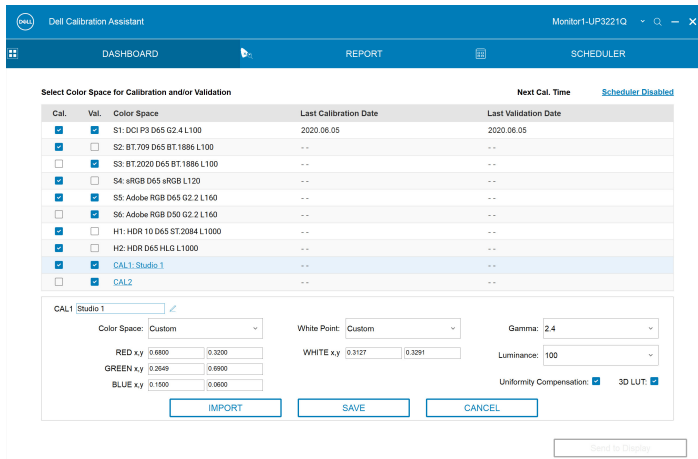 DELL Dell Calibration Assistant Monitor1-UP3221Q
DASHBOARD REPORT SCHEDULER
Select Color Space for Calibration and/or Validation Next Cal. Time Scheduler Disabled
Cal. Val. Color Space Last Calibration Date Last Validation Date
S1: DCI P3 D65 G2.4 L100 2020.06.05 2020.06.05
S2: BT.709 D65 BT.1886 L100 - - - -
S3: BT.2020 D65 BT.1886 L100 - - - -
S4: sRGB D65 sRGB L120 - - - -
S5: Adobe RGB D65 G2.2 L160 - - - -
S6: Adobe RGB D50 G2.2 L160 - - - -
H1: HDR 10 D65 ST.2084 L1000 - - - -
H2: HDR D65 HLG L1000 - - - -
CAL1: Studio 1 - - - -
CAL2 - - - -
CAL1 Studio 1
Color Space: Custom White Point: Custom Gamma: 2.4
RED x,y 0.6800 0.3200 WHITE x,y 0.3127 0.3291 Luminance: 100
GREEN x,y 0.2649 0.6900
BLUE x,y 0.1500 0.0600 Uniformity Compensation: 3D LUT:
IMPORT SAVE CANCEL
Send to Display